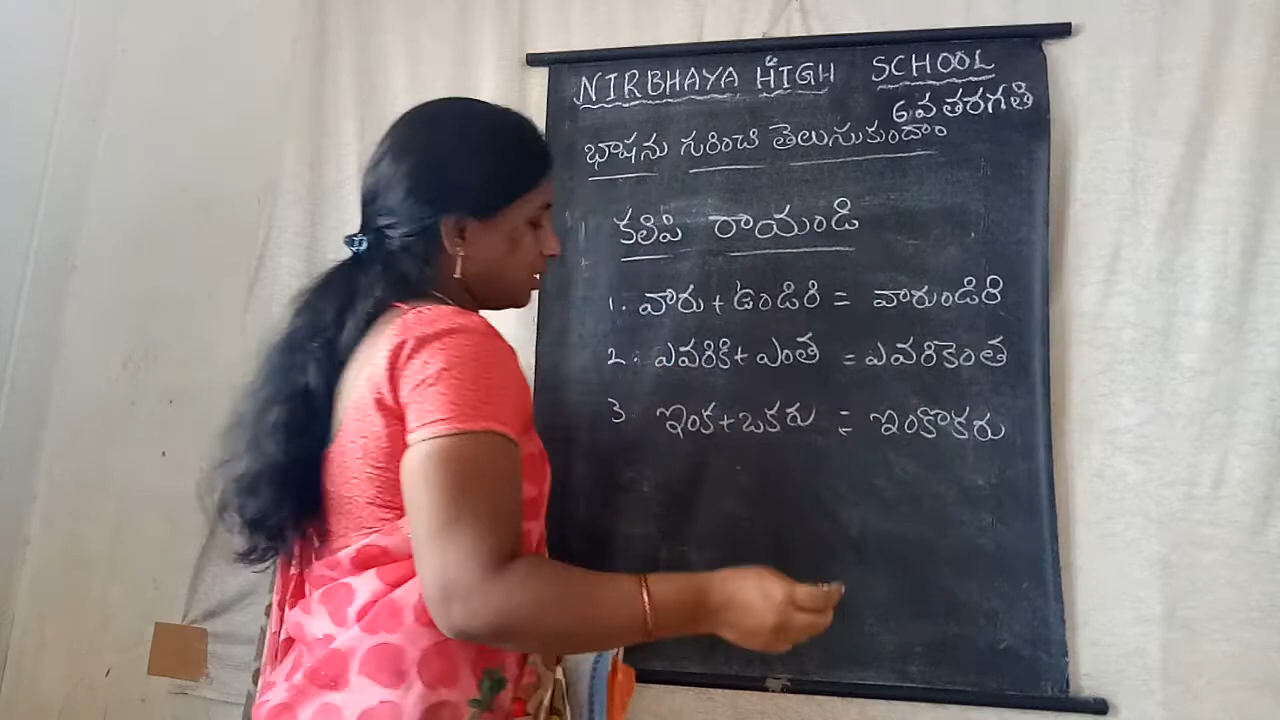 NIRBHAYA HIGH SCHOOL
6వ తరగతి
భాషను గురించి తెలుసుకుందాం
కలిపి రాయండి
1. వారు + ఉండిరి = వారుండిరి
2. ఎవరికి + ఎంత = ఎవరికెంత
3. ఇంక + ఒకరు = ఇంకొకరు